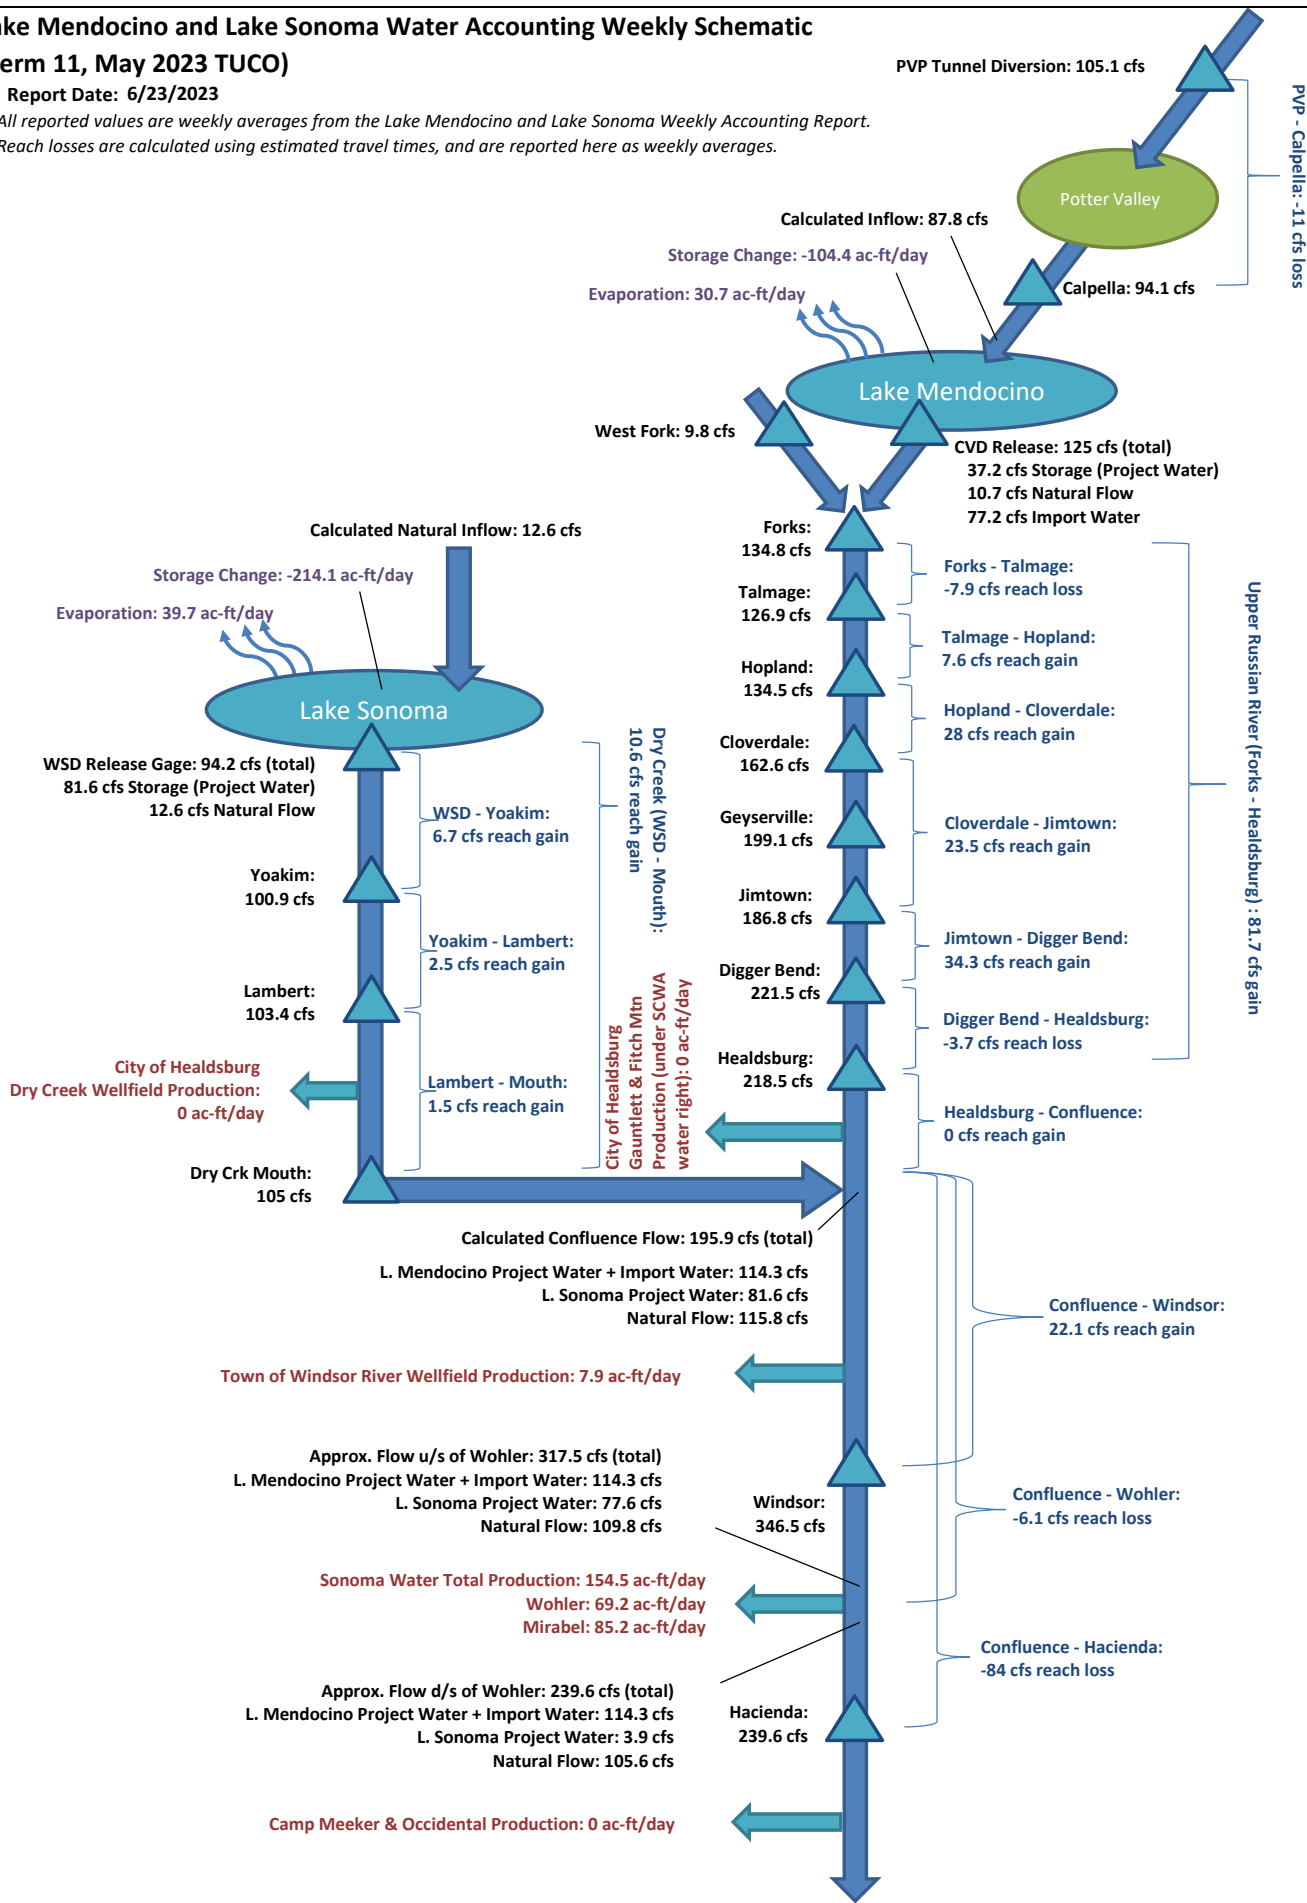 ke Mendocino and Lake Sonoma Water Accounting Weekly Schematic
erm 11, May 2023 TUCO)
Report Date: 6/23/2023
All reported values are weekly averages from the Lake Mendocino and Lake Sonoma Weekly Accounting Report.
Reach losses are calculated using estimated travel times, and are reported here as weekly averages.
PVP Tunnel Diversion: 105.1 cfs
PVP - Calpella: -11 cfs loss
Potter Valley
Calculated Inflow: 87.8 cfs
Storage Change: -104.4 ac-ft/day
Evaporation: 30.7 ac-ft/day
Calpella: 94.1 cfs
Lake Mendocino
West Fork: 9.8 cfs
CVD Release: 125 cfs (total)
37.2 cfs Storage (Project Water)
10.7 cfs Natural Flow
77.2 cfs Import Water
Calculated Natural Inflow: 12.6 cfs
Storage Change: -214.1 ac-ft/day
Evaporation: 39.7 ac-ft/day
Lake Sonoma
WSD Release Gage: 94.2 cfs (total)
81.6 cfs Storage (Project Water)
12.6 cfs Natural Flow
WSD - Yoakim:
6.7 cfs reach gain
Yoakim:
100.9 cfs
Yoakim - Lambert:
2.5 cfs reach gain
Lambert:
103.4 cfs
City of Healdsburg
Dry Creek Wellfield Production:
0 ac-ft/day
Lambert - Mouth:
1.5 cfs reach gain
Dry Crk Mouth:
105 cfs
Dry Creek (WSD - Mouth):
10.6 cfs reach gain
City of Healdsburg
Gauntlett & Fitch Mtn
Production (under SCWA
water right): 0 ac-ft/day
Forks:
134.8 cfs
Forks - Talmage:
-7.9 cfs reach loss
Talmage:
126.9 cfs
Talmage - Hopland:
7.6 cfs reach gain
Hopland:
134.5 cfs
Hopland - Cloverdale:
28 cfs reach gain
Cloverdale:
162.6 cfs
Geyserville:
199.1 cfs
Cloverdale - Jimtown:
23.5 cfs reach gain
Jimtown:
186.8 cfs
Jimtown - Digger Bend:
34.3 cfs reach gain
Digger Bend:
221.5 cfs
Digger Bend - Healdsburg:
-3.7 cfs reach loss
Healdsburg:
218.5 cfs
Healdsburg - Confluence:
0 cfs reach gain
Upper Russian River (Forks - Healdsburg) : 81.7 cfs gain
Calculated Confluence Flow: 195.9 cfs (total)
L. Mendocino Project Water + Import Water: 114.3 cfs
L. Sonoma Project Water: 81.6 cfs
Natural Flow: 115.8 cfs
Confluence - Windsor:
22.1 cfs reach gain
Town of Windsor River Wellfield Production: 7.9 ac-ft/day
Approx. Flow u/s of Wohler: 317.5 cfs (total)
L. Mendocino Project Water + Import Water: 114.3 cfs
L. Sonoma Project Water: 77.6 cfs
Natural Flow: 109.8 cfs
Windsor:
346.5 cfs
Confluence - Wohler:
-6.1 cfs reach loss
Sonoma Water Total Production: 154.5 ac-ft/day
Wohler: 69.2 ac-ft/day
Mirabel: 85.2 ac-ft/day
Confluence - Hacienda:
-84 cfs reach loss
Approx. Flow d/s of Wohler: 239.6 cfs (total)
L. Mendocino Project Water + Import Water: 114.3 cfs
L. Sonoma Project Water: 3.9 cfs
Natural Flow: 105.6 cfs
Hacienda:
239.6 cfs
Camp Meeker & Occidental Production: 0 ac-ft/day